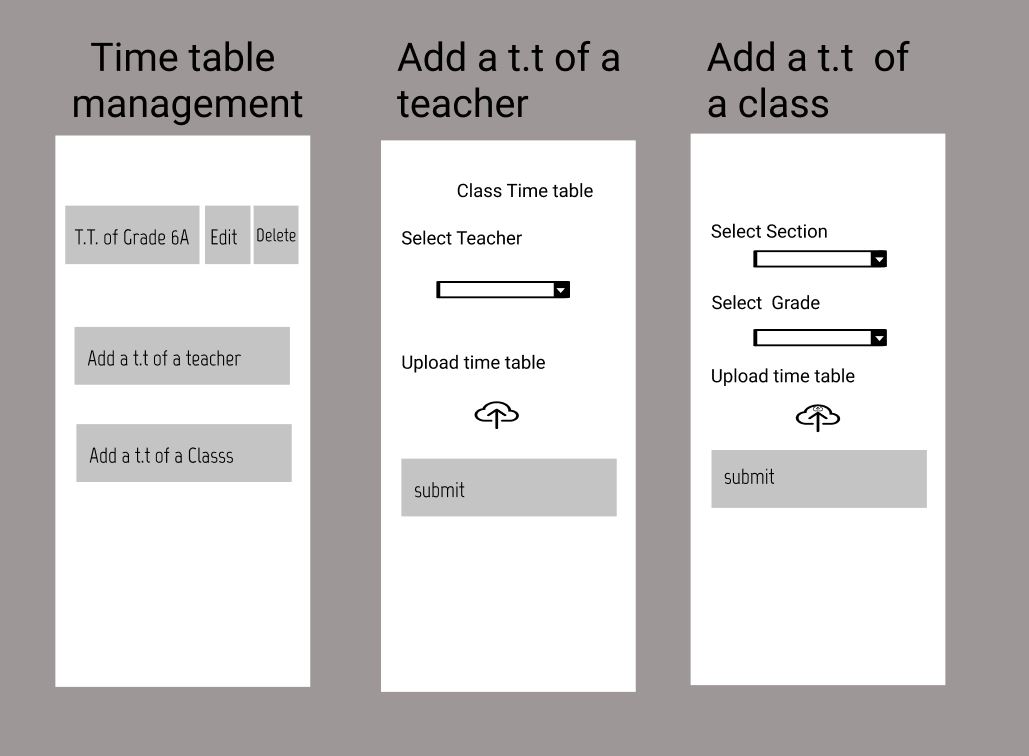 Time table
management
T.T. of Grade 6A
Edit
Delete
Add a t.t of a teacher
Add a t.t of a Classs
Add a t.t of a
teacher
Class Time table
Select Teacher
Upload time table
submit
Add a t.t of
a class
Select Section
Select Grade
Upload time table
submit